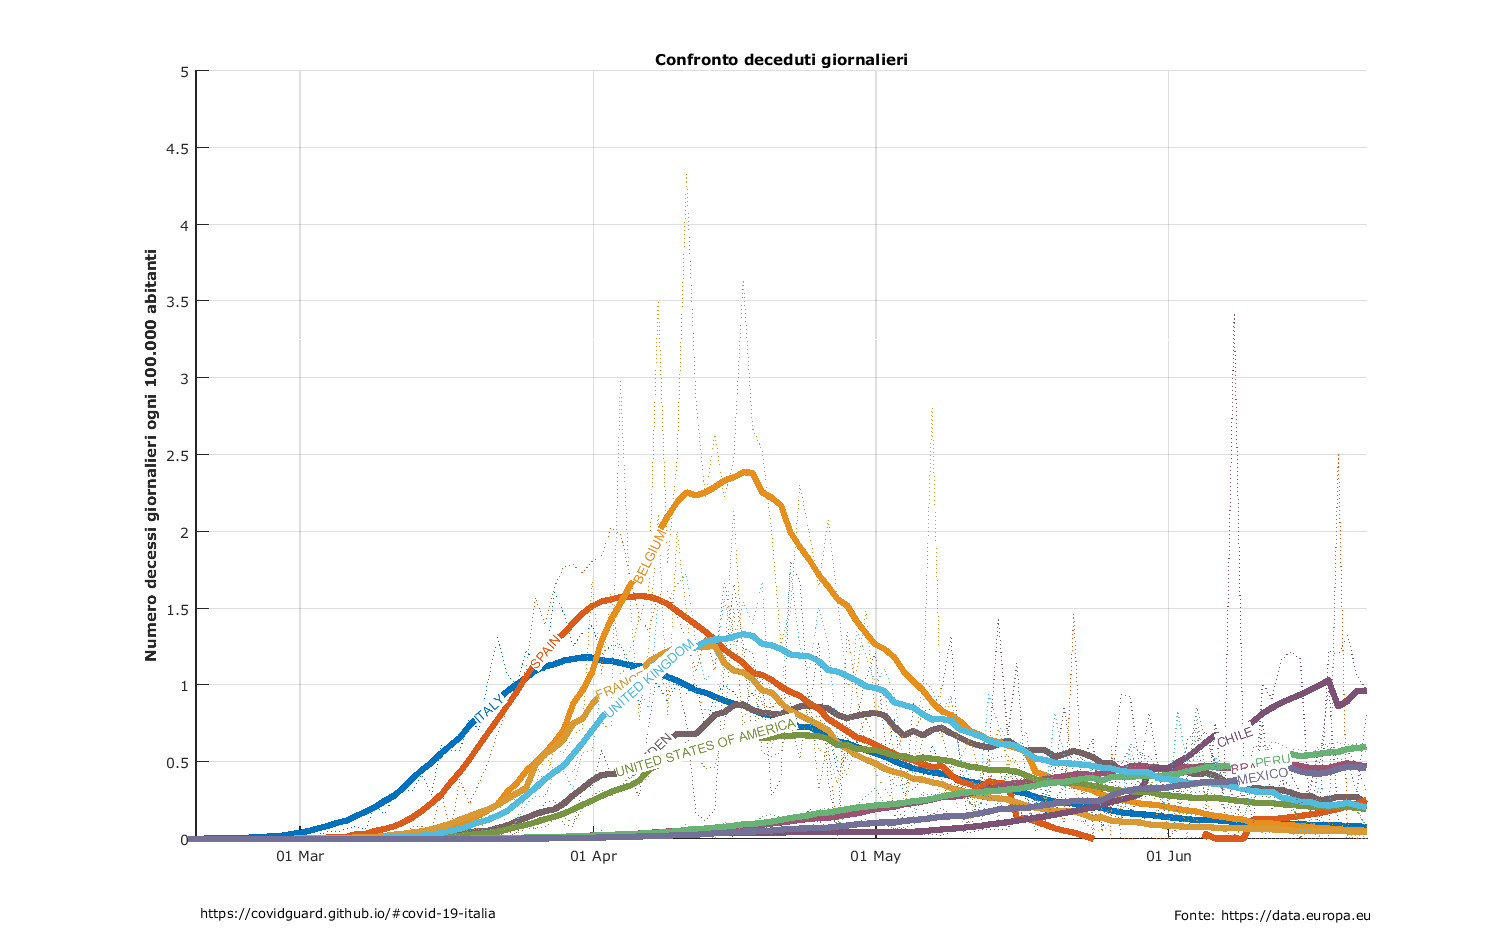 Confronto deceduti giornalieri
Numero decessi giornalieri ogni 100.000 abitanti
5
4.5
4
3.5
3
2.5
2
1.5
1
0.5
0
01 Mar
01 Apr
01 May
01 Jun
ITALY
SPAIN
BELGIUM
UNITED KINGDOM
UNITED STATES OF AMERICA
CHILE
PERU
MEXICO
https://covidguard.github.io/#covid-19-italia
Fonte: https://data.europa.eu